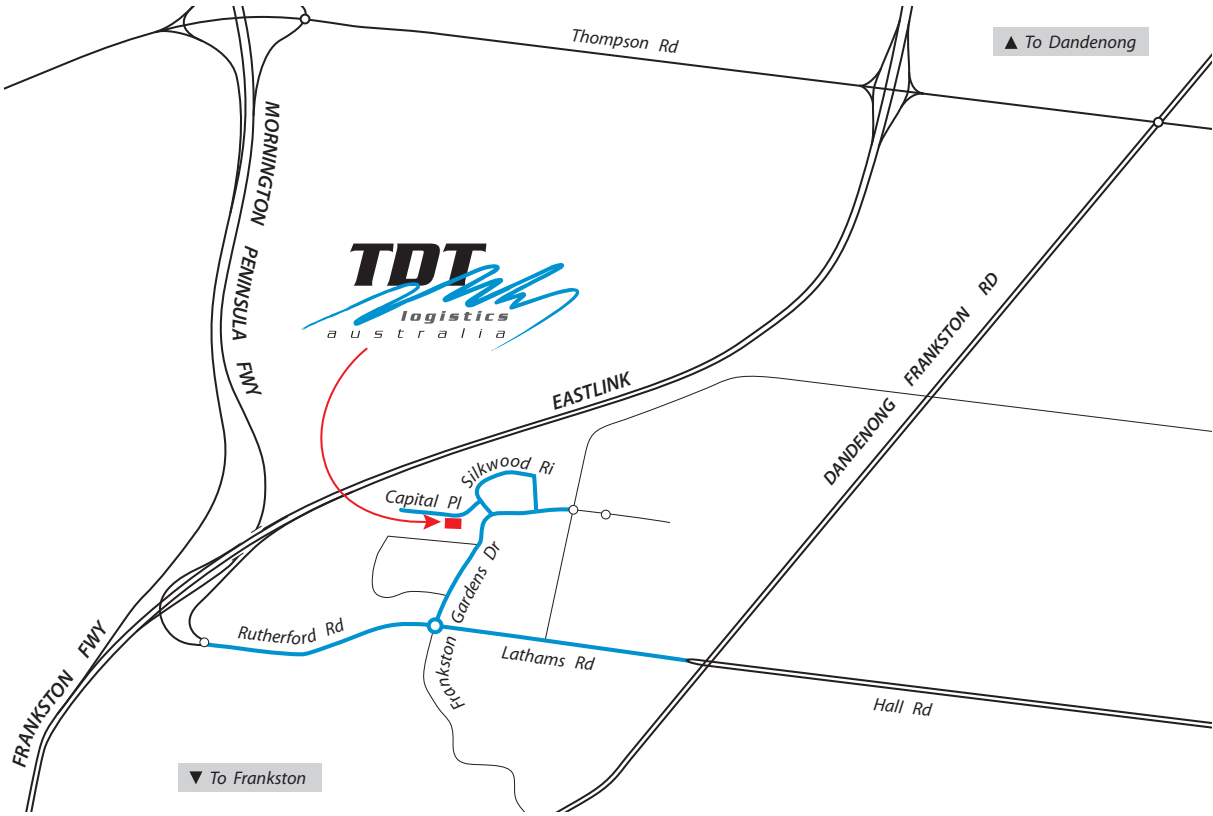 Thompson Rd
▲ To Dandenong
MORNINGTON PENINSULA FWY
TDT
logistics
australia
DANDENONG FRANKSTON RD
EASTLINK
Silkwood Ri
Capital Pl
Frankston Gardens Dr
Rutherford Rd
Lathams Rd
FRANKSTON FWY
Hall Rd
▼ To Frankston